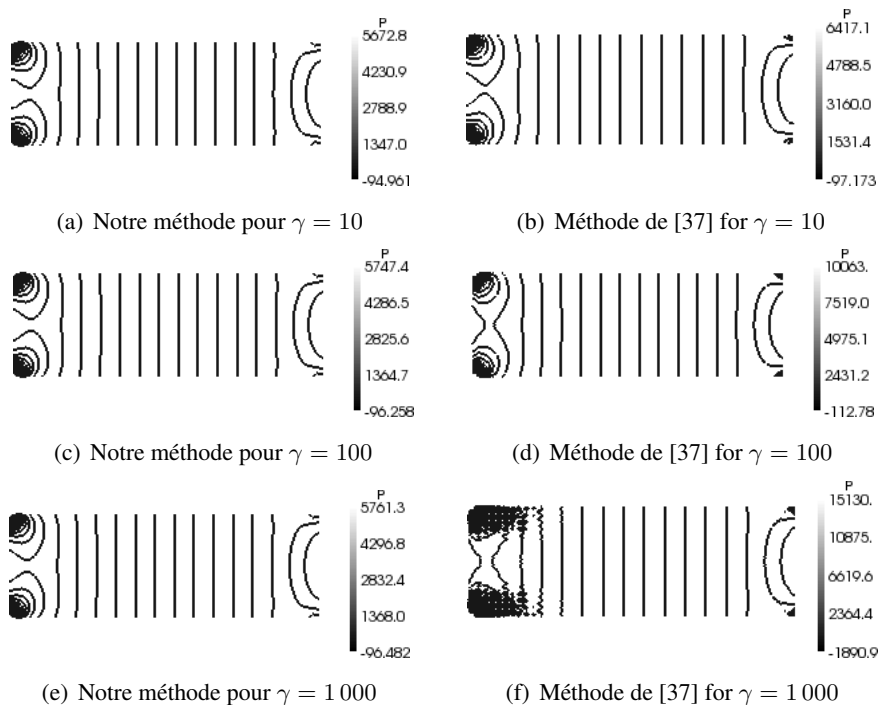 P
5672.8
4230.9
2788.9
1347.0
-94.961
(a) Notre méthode pour γ = 10
P
6417.1
4788.5
3160.0
1531.4
-97.173
(b) Méthode de [37] for γ = 10
P
5747.4
4286.5
2825.6
1364.7
-96.258
(c) Notre méthode pour γ = 100
P
10063.
7519.0
4975.1
2431.2
-112.78
(d) Méthode de [37] for γ = 100
P
5761.3
4296.8
2832.4
1368.0
-96.482
(e) Notre méthode pour γ = 1 000
P
15130.
10875.
6619.6
2364.4
-1890.9
(f) Méthode de [37] for γ = 1 000